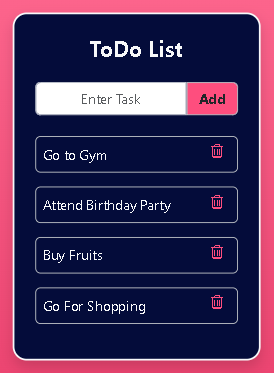 ToDo List
Enter Task
Add
Go to Gym
Attend Birthday Party
Buy Fruits
Go For Shopping